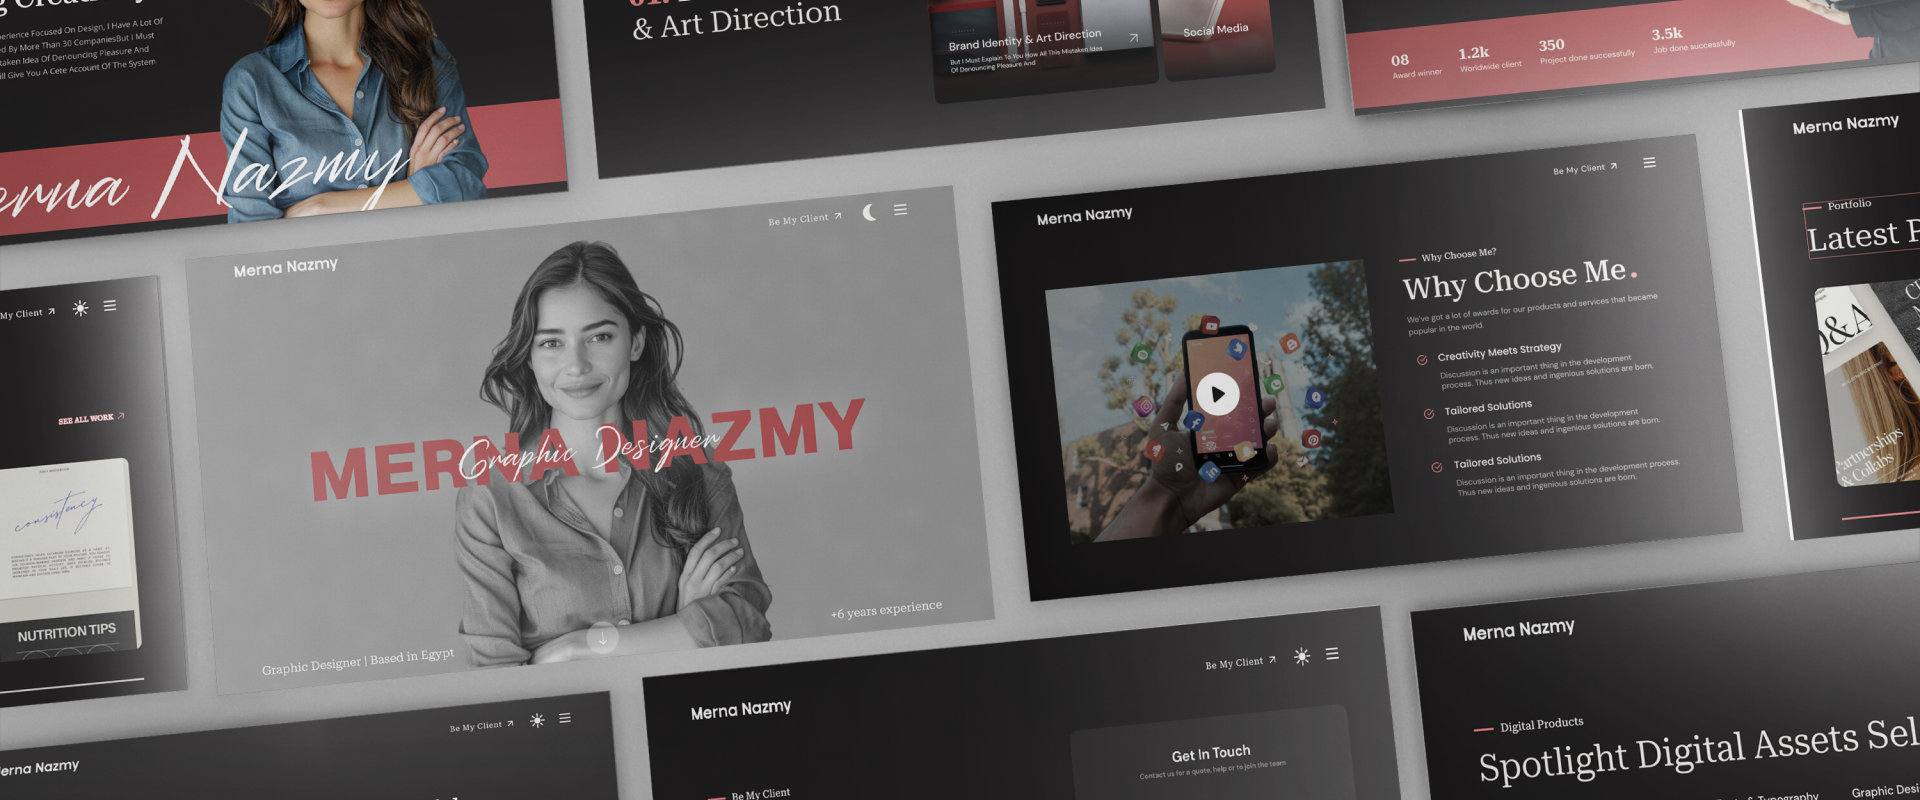 g Creativ
perience Focused On Design, I Have A Lot Of
ed By More Than 30 CompaniesBut I Must
taken Idea Of Denouncing Pleasure And
ll Give You A Cete Account Of The System
erna Nazmy
01.
& Art Direction
Brand Identity & Art Direction
But I Must Explain To You How All This Mistaken Idea
Of Denouncing Pleasure And
Social Media
08
Award winner
1.2k
Worldwide client
350
Project done successfully
3.5k
Job done successfully
My Client
SEE ALL WORK
consistency
NUTRITION TIPS
Merna Nazmy
Be My Client
MERNA NAZMY
Graphic Designer
Graphic Designer | Based in Egypt
+6 years experience
Merna Nazmy
Be My Client
Why Choose Me?
Why Choose Me.
We've got a lot of awards for our products and services that became
popular in the world.
Creativity Meets Strategy
Discussion is an important thing in the development
process. Thus new ideas and ingenious solutions are born.
Tailored Solutions
Discussion is an important thing in the development
process. Thus new ideas and ingenious solutions are born.
Tailored Solutions
Discussion is an important thing in the development process.
Thus new ideas and ingenious solutions are born.
Merna Nazmy
Portfolio
Latest P
Q&A
Partnerships
& Collabs
erna Nazmy
Be My Client
Merna Nazmy
Be My Client
Be My Client
Get In Touch
Contact us for a quote, help or to join the team
Merna Nazmy
Digital Products
Spotlight Digital Assets Sel
& Typography
Graphic Desi